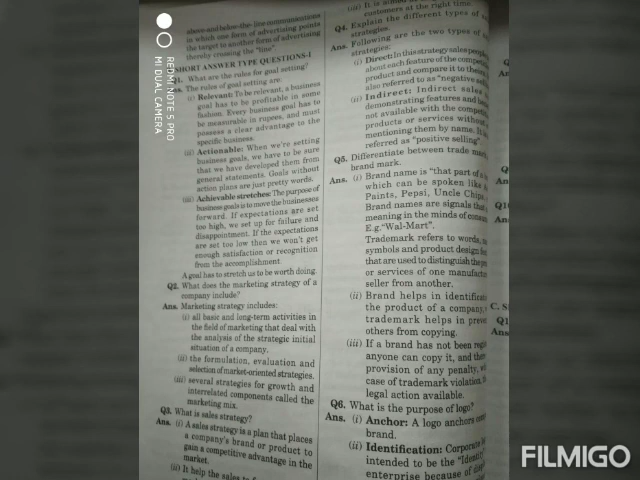 above-and-below-the-line communications
in which one form of advertising points
the target to another form of advertising
thereby crossing the "line".
SHORT ANSWER TYPE QUESTIONS-I
What are the rules for goal setting?
The rules of goal setting are:
(i) Relevant: To be relevant, a business
goal has to be profitable in some
fashion. Every business goal has to
be measurable in rupees, and must
possess a clear advantage to the
specific business.
(ii) Actionable: When we're setting
business goals, we have to be sure
that we have developed them from
general statements. Goals without
action plans are just pretty words.
(iii) Achievable stretches: The purpose of
business goals is to move the businesses
forward. If expectations are set
too high, we set up for failure and
disappointment. If the expectations
are set too low then we won't get
enough satisfaction or recognition
from the accomplishment.
A goal has to stretch us to be worth doing.
Q2. What does the marketing strategy of a
company include?
Ans. Marketing strategy includes:
(i) all basic and long-term activities in
the field of marketing that deal with
the analysis of the strategic initial
situation of a company.
(ii) the formulation, evaluation and
selection of market-oriented strategies.
(iii) several strategies for growth and
interrelated components called the
marketing mix.
Q3. What is sales strategy?
Ans. (i) A sales strategy is a plan that places
a company's brand or product to
gain a competitive advantage in the
market.
(ii) It help the sales
customers at the right time.
Q4. Explain the different types of
strategies.
Ans. Following are the two types of
strategies:
(i) Direct: In this strategy sales
about each feature of the
product and compare it to
also referred to as "negative
(ii) Indirect: Indirect sales
demonstrating features and
not available with the
products or services
mentioning them by name. It
referred as "positive selling".
Q5. Differentiate between trade
brand mark.
Ans. (i) Brand name is "that part of a
which can be spoken like
Paints, Pepsi, Uncle Chips
Brand names are signals
meaning in the minds of
E.g."Wal-Mart".
Trademark refers to words,
symbols and product
that are used to distinguish the
or services of one
seller from another.
(ii) Brand helps in
the product of a company,
trademark helps in
others from copying.
(iii) If a brand has not been
anyone can copy it, and
provision of any penalty,
case of trademark violation,
legal action available.
Q6. What is the purpose of logo?
Ans. (i) Anchor: A logo anchors
brand.
(ii) Identification: Corporate
intended to be the
enterprise because of
Q10
An
C. S
Q1
Ans
REDMI NOTE 5 PRO
MI DUAL CAMERA
FILMIGO